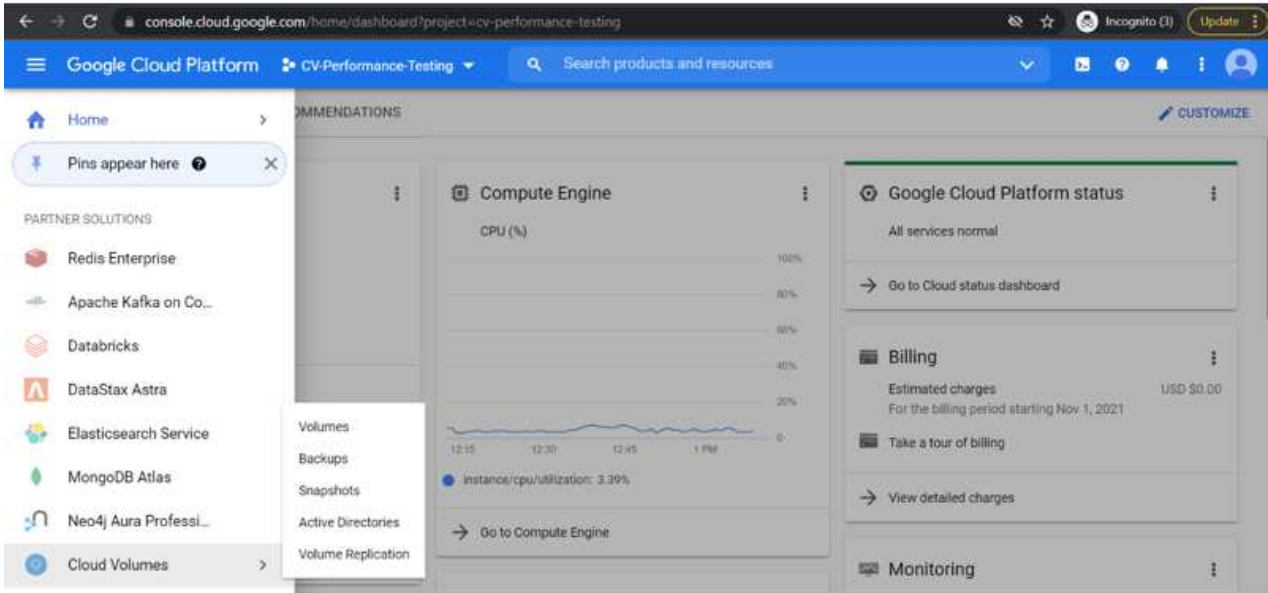 console.cloud.google.com/home/dashboard?project=cv-performance-testing
Incognito (3)
Update
Google Cloud Platform
CV-Performance-Testing
Search products and resources
Home
OMMENDATIONS
CUSTOMIZE
Pins appear here
PARTNER SOLUTIONS
Redis Enterprise
Apache Kafka on Co...
Databricks
DataStax Astra
Elasticsearch Service
MongoDB Atlas
Neo4j Aura Professi...
Cloud Volumes
Volumes
Backups
Snapshots
Active Directories
Volume Replication
Compute Engine
CPU (%)
100%
80%
60%
40%
20%
0
12:15 12:30 12:45 1 PM
instance/cpu/utilization: 3.39%
Go to Compute Engine
Google Cloud Platform status
All services normal
Go to Cloud status dashboard
Billing
Estimated charges USD $0.00
For the billing period starting Nov 1, 2021
Take a tour of billing
View detailed charges
Monitoring